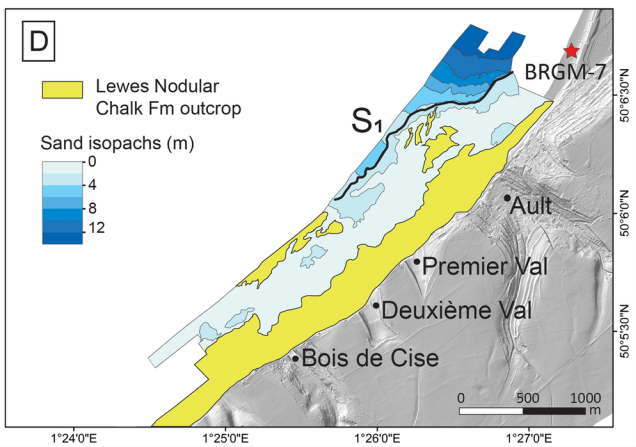 D
Lewes Nodular
Chalk Fm outcrop
Sand isopachs (m)
0
4
8
12
S1
BRGM-7
Ault
Premier Val
Deuxième Val
Bois de Cise
0 500 1000
m
50°6'30"N
50°6'0"N
50°5'30"N
1°24'0"E 1°25'0"E 1°26'0"E 1°27'0"E